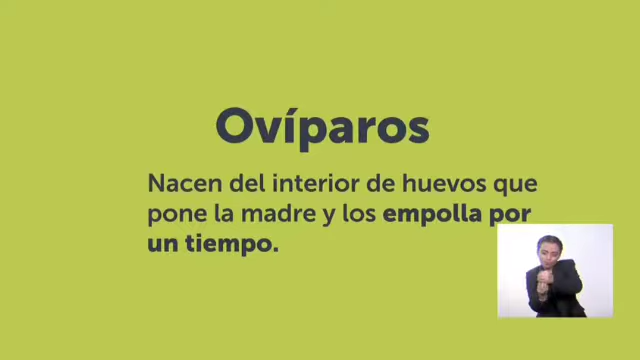 Ovíparos
Nacen del interior de huevos que
pone la madre y los empolla por
un tiempo.